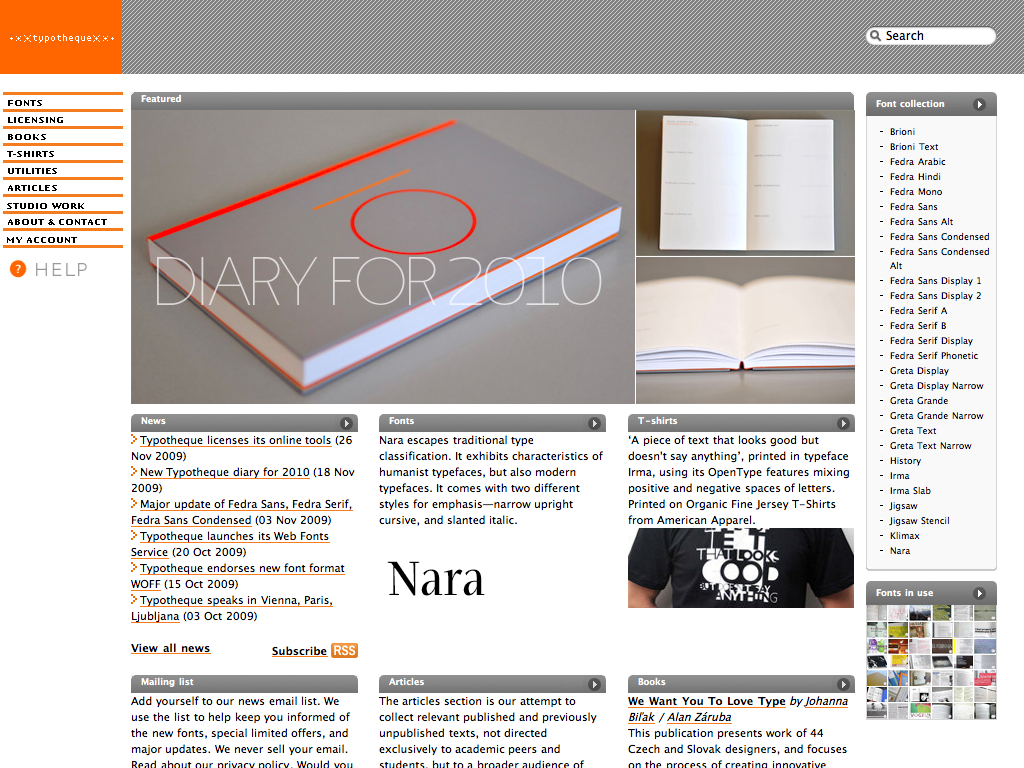 typotheque
Search
FONTS
LICENSING
BOOKS
T-SHIRTS
UTILITIES
ARTICLES
STUDIO WORK
ABOUT & CONTACT
MY ACCOUNT
? HELP
Featured
DIARY FOR 2010
News
Typotheque licenses its online tools (26
Nov 2009)
New Typotheque diary for 2010 (18 Nov
2009)
Major update of Fedra Sans, Fedra Serif,
Fedra Sans Condensed (03 Nov 2009)
Typotheque launches its Web Fonts
Service (20 Oct 2009)
Typotheque endorses new font format
WOFF (15 Oct 2009)
Typotheque speaks in Vienna, Paris,
Ljubljana (03 Oct 2009)
View all news
Subscribe RSS
Fonts
Nara escapes traditional type
classification. It exhibits characteristics of
humanist typefaces, but also modern
typefaces. It comes with two different
styles for emphasis—narrow upright
cursive, and slanted italic.
Nara
T-shirts
'A piece of text that looks good but
doesn't say anything', printed in typeface
Irma, using its OpenType features mixing
positive and negative spaces of letters.
Printed on Organic Fine Jersey T-Shirts
from American Apparel.
TEXT
THAT LOOKS
GOOD
BUT DOESN'T SAY
ANYTHING
Mailing list
Add yourself to our news email list. We
use the list to help keep you informed of
the new fonts, special limited offers, and
major updates. We never sell your email.
Read about our privacy policy. Would you
Articles
The articles section is our attempt to
collect relevant published and previously
unpublished texts, not directed
exclusively to academic peers and
students, but to a broader audience of
Books
We Want You To Love Type by Johanna
Biľak / Alan Záruba
This publication presents work of 44
Czech and Slovak designers, and focuses
on the process of creating innovative
Font collection
- Brioni
- Brioni Text
- Fedra Arabic
- Fedra Hindi
- Fedra Mono
- Fedra Sans
- Fedra Sans Alt
- Fedra Sans Condensed
- Fedra Sans Condensed
Alt
- Fedra Sans Display 1
- Fedra Sans Display 2
- Fedra Serif A
- Fedra Serif B
- Fedra Serif Display
- Fedra Serif Phonetic
- Greta Display
- Greta Display Narrow
- Greta Grande
- Greta Grande Narrow
- Greta Text
- Greta Text Narrow
- History
- Irma
- Irma Slab
- Jigsaw
- Jigsaw Stencil
- Klimax
- Nara
Fonts in use